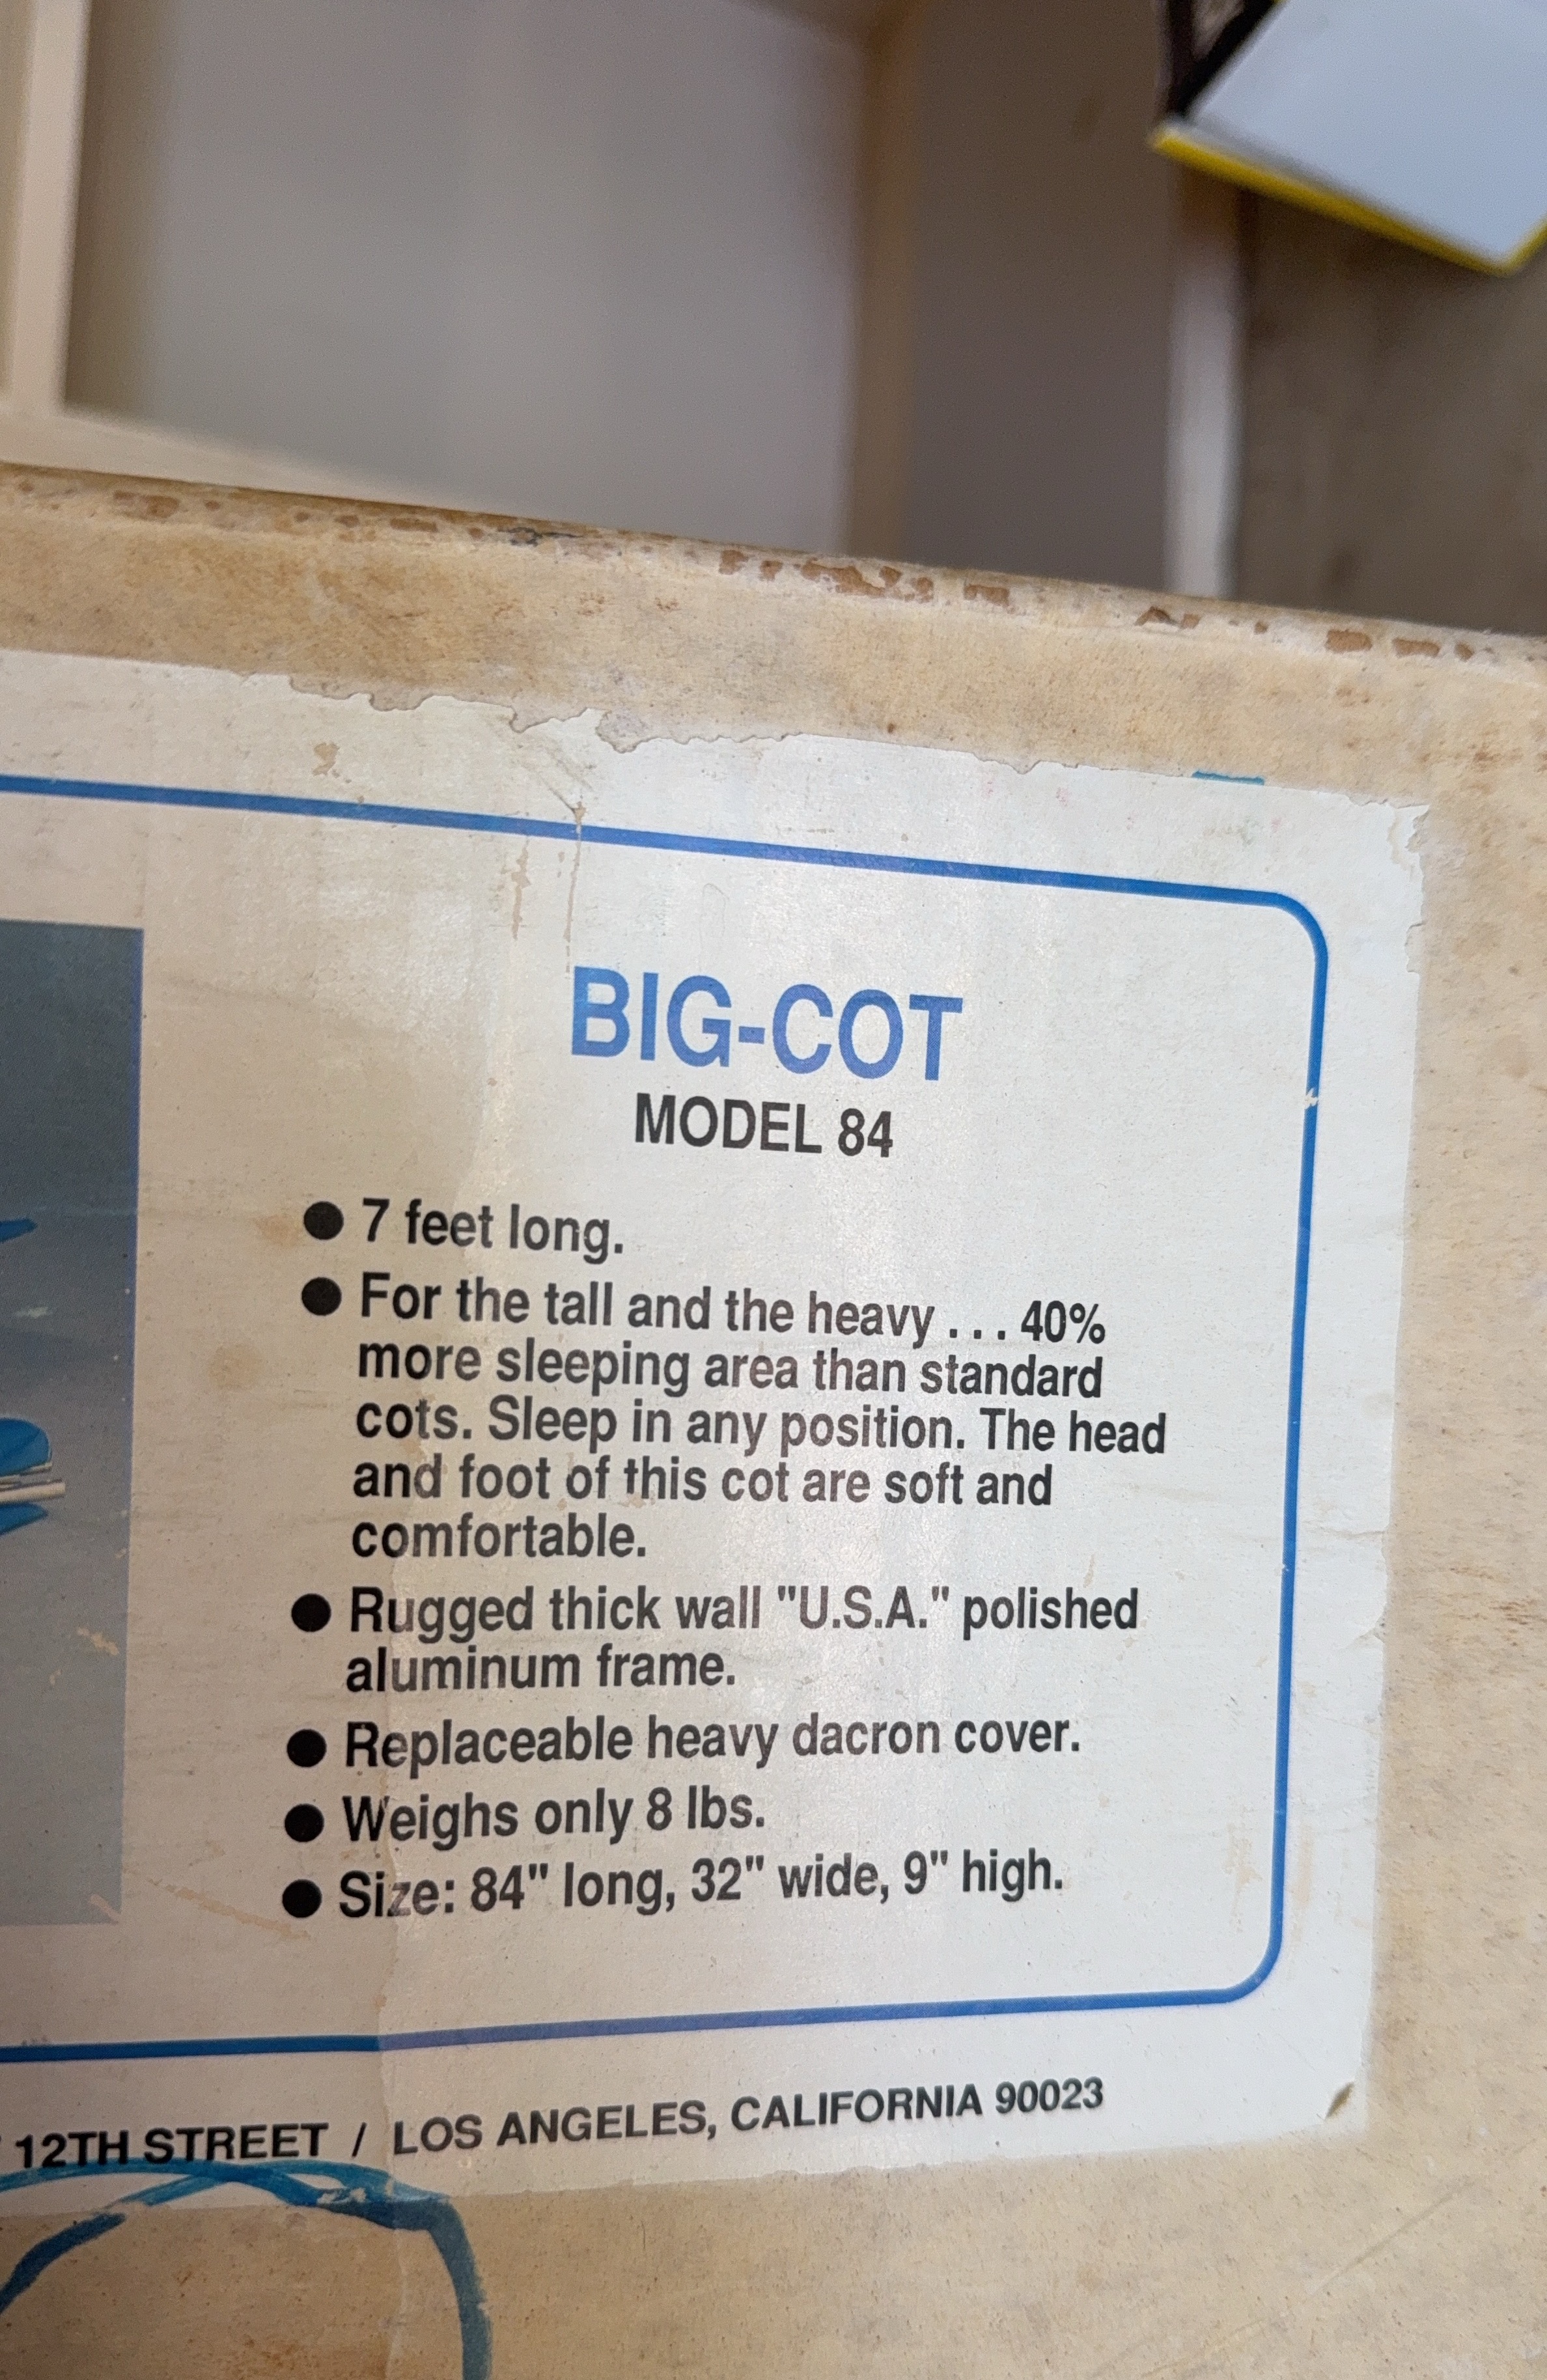 BIG-COT
MODEL 84
● 7 feet long.
● For the tall and the heavy . . . 40%
more sleeping area than standard
cots. Sleep in any position. The head
and foot of this cot are soft and
comfortable.
● Rugged thick wall "U.S.A." polished
aluminum frame.
● Replaceable heavy dacron cover.
● Weighs only 8 lbs.
● Size: 84" long, 32" wide, 9" high.
12TH STREET / LOS ANGELES, CALIFORNIA 90023